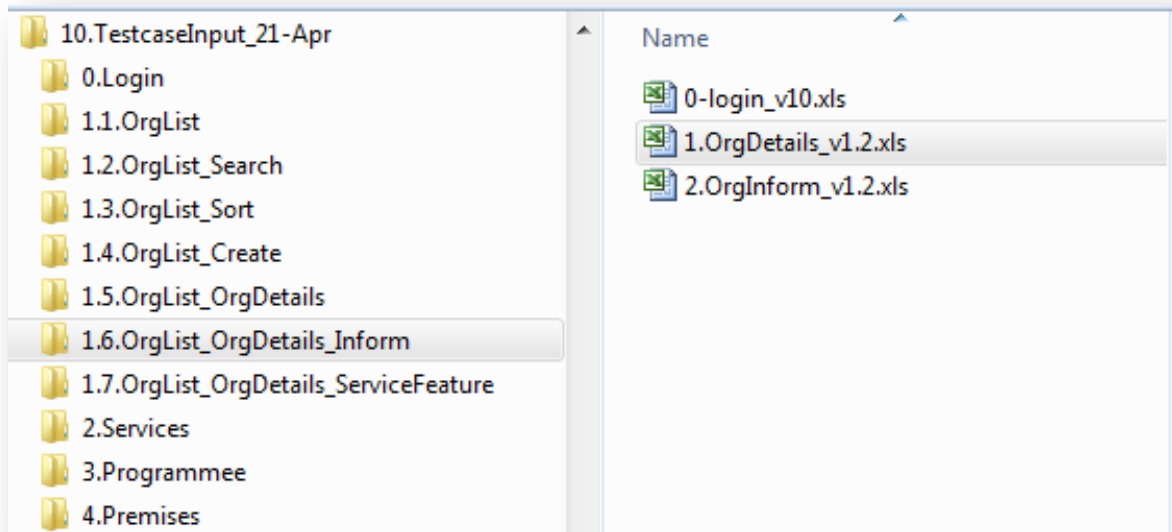 10.TestcaseInput_21-Apr
0.Login
1.1.OrgList
1.2.OrgList_Search
1.3.OrgList_Sort
1.4.OrgList_Create
1.5.OrgList_OrgDetails
1.6.OrgList_OrgDetails_Inform
1.7.OrgList_OrgDetails_ServiceFeature
2.Services
3.Programmee
4.Premises
Name
0-login_v10.xls
1.OrgDetails_v1.2.xls
2.OrgInform_v1.2.xls